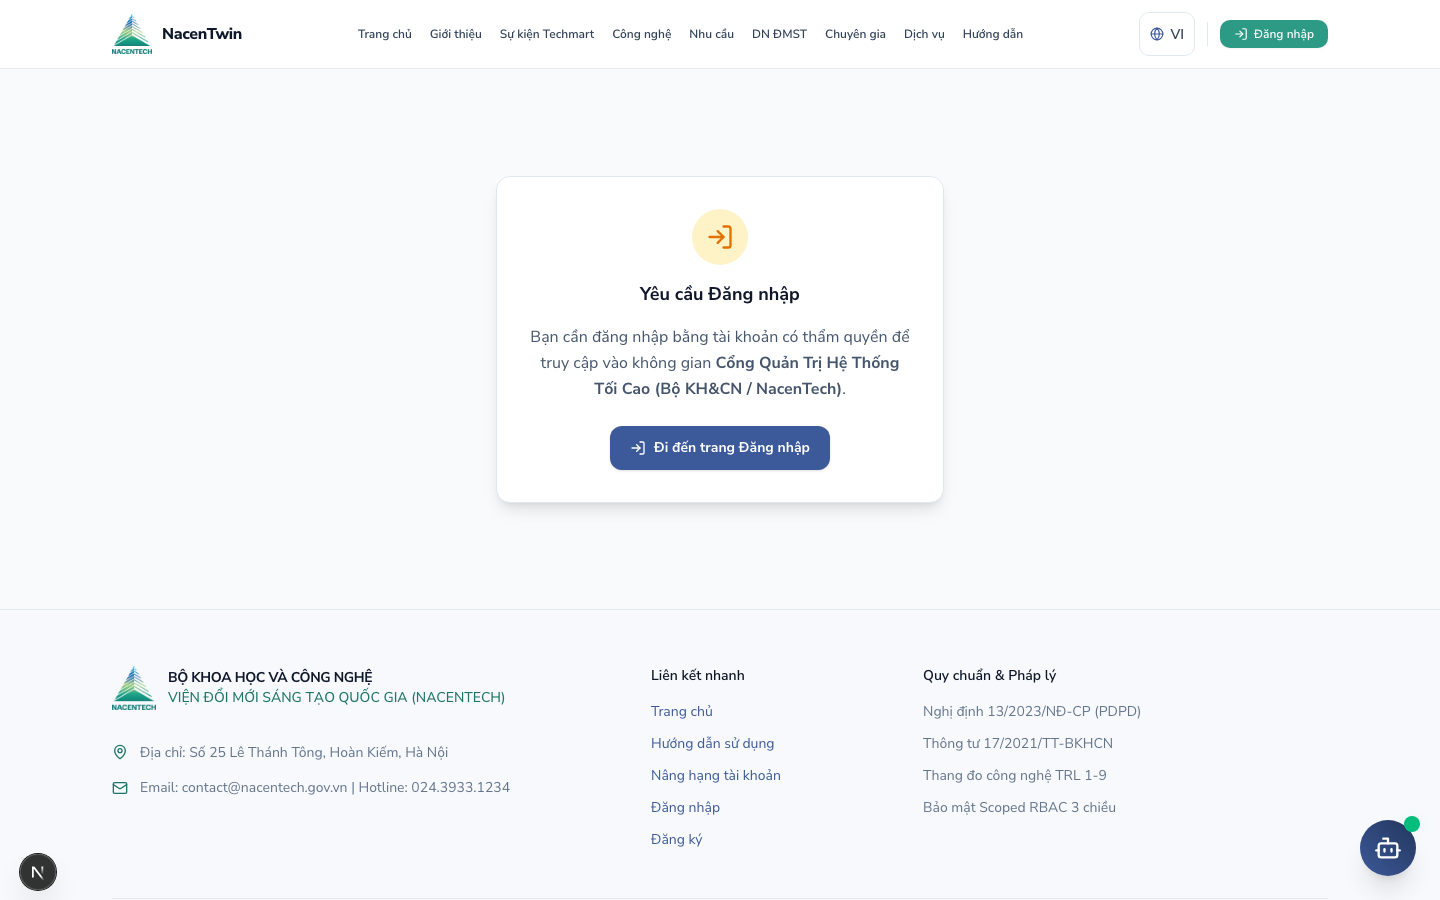 NACENTECH
NacenTwin
Trang chủ
Giới thiệu
Sự kiện Techmart
Công nghệ
Nhu cầu
DN ĐMST
Chuyên gia
Dịch vụ
Hướng dẫn
VI
Đăng nhập
Yêu cầu Đăng nhập
Bạn cần đăng nhập bằng tài khoản có thẩm quyền để
truy cập vào không gian Cổng Quản Trị Hệ Thống
Tối Cao (Bộ KH&CN / NacenTech).
Đi đến trang Đăng nhập
NACENTECH
BỘ KHOA HỌC VÀ CÔNG NGHỆ
VIỆN ĐỔI MỚI SÁNG TẠO QUỐC GIA (NACENTECH)
Địa chỉ: Số 25 Lê Thánh Tông, Hoàn Kiếm, Hà Nội
Email: contact@nacentech.gov.vn | Hotline: 024.3933.1234
Liên kết nhanh
Trang chủ
Hướng dẫn sử dụng
Nâng hạng tài khoản
Đăng nhập
Đăng ký
Quy chuẩn & Pháp lý
Nghị định 13/2023/NĐ-CP (PDPD)
Thông tư 17/2021/TT-BKHCN
Thang đo công nghệ TRL 1-9
Bảo mật Scoped RBAC 3 chiều
N